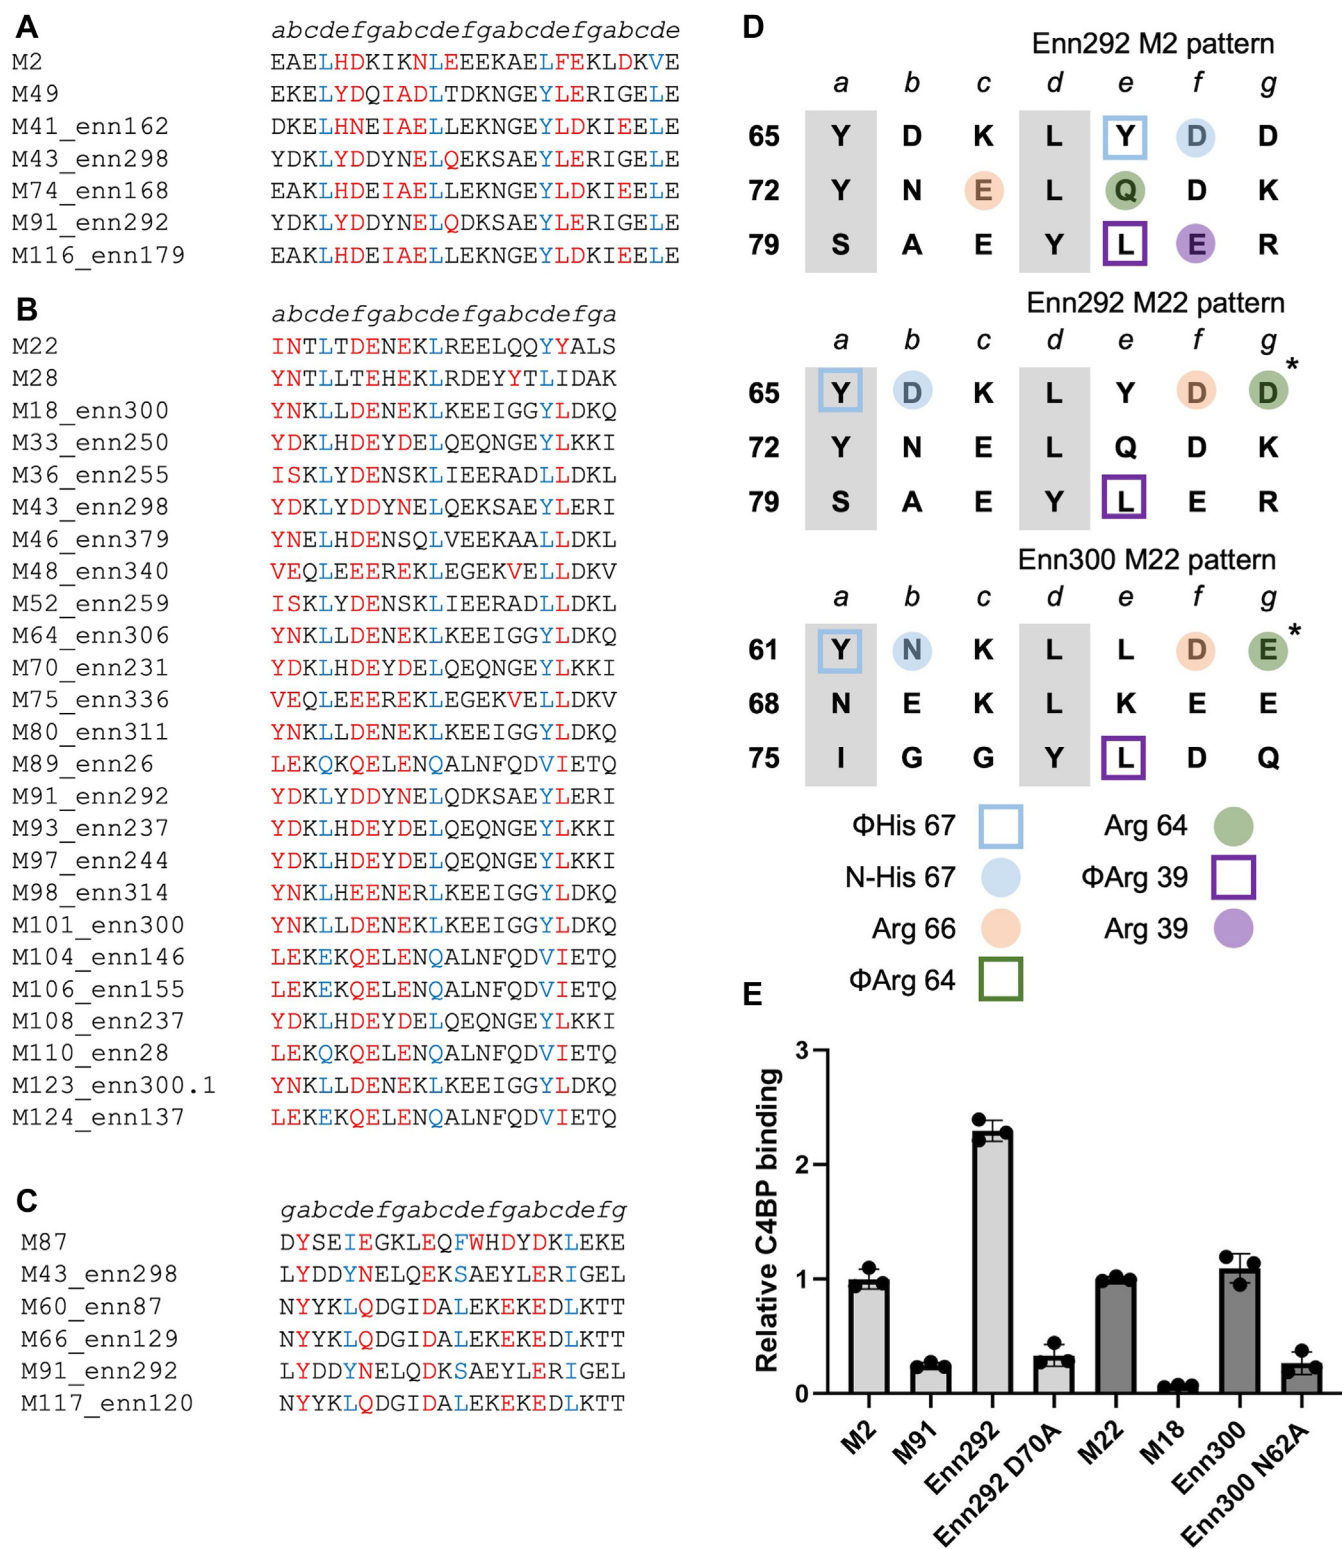 A
abcdefgabcdefgabcdefgabcde
M2 EAELHDKIKNLEEEKAELFEKLDKVE
M49 EKELYDQIADLTDKNGEYLERIGELE
M41_enn162 DKELHNEIAELLEKNGEYLDKIEELE
M43_enn298 YDKLYDDYNELQEKSAEYLERIGELE
M74_enn168 EAKLHDEIAELLEKNGEYLDKIEELE
M91_enn292 YDKLYDDYNELQDKSAEYLERIGELE
M116_enn179 EAKLHDEIAELLEKNGEYLDKIEELE
B
abcdefgabcdefgabcdefga
M22 INTLTDENEKLREELQQYYALS
M28 YNTLLTEHEKLRDEYYTLIDAK
M18_enn300 YNKLLDENEKLKEEIGGYLDKQ
M33_enn250 YDKLHDEYDELQEQNGEYLKKI
M36_enn255 ISKLYDENSKLIEERADLLDKL
M43_enn298 YDKLYDDYNELQEKSAEYLERI
M46_enn379 YNELHDENSQLVEEKAALLDKL
M48_enn340 VEQLEEEREKLEGEKVELLDKV
M52_enn259 ISKLYDENSKLIEERADLLDKL
M64_enn306 YNKLLDENEKLKEEIGGYLDKQ
M70_enn231 YDKLHDEYDELQEQNGEYLKKI
M75_enn336 VEQLEEEREKLEGEKVELLDKV
M80_enn311 YNKLLDENEKLKEEIGGYLDKQ
M89_enn26 LEKQKQELENQALNFQDVIETQ
M91_enn292 YDKLYDDYNELQDKSAEYLERI
M93_enn237 YDKLHDEYDELQEQNGEYLKKI
M97_enn244 YDKLHDEYDELQEQNGEYLKKI
M98_enn314 YNKLHEENERLKEEIGGYLDKQ
M101_enn300 YNKLLDENEKLKEEIGGYLDKQ
M104_enn146 LEKEKQELENQALNFQDVIETQ
M106_enn155 LEKEKQELENQALNFQDVIETQ
M108_enn237 YDKLHDEYDELQEQNGEYLKKI
M110_enn28 LEKQKQELENQALNFQDVIETQ
M123_enn300.1 YNKLLDENEKLKEEIGGYLDKQ
M124_enn137 LEKEKQELENQALNFQDVIETQ
C
gabcdefgabcdefgabcdefg
M87 DYSEIEGKLEQFWHDYDKLEKE
M43_enn298 LYDDYNELQEKSAEYLERIGEL
M60_enn87 NYYKLQDGIDALEKEKEDLKTT
M66_enn129 NYYKLQDGIDALEKEKEDLKTT
M91_enn292 LYDDYNELQDKSAEYLERIGEL
M117_enn120 NYYKLQDGIDALEKEKEDLKTT
D
Enn292 M2 pattern
a b c d e f g
65 Y D K L Y D D
72 Y N E L Q D K
79 S A E Y L E R
Enn292 M22 pattern
a b c d e f g
65 Y D K L Y D D*
72 Y N E L Q D K
79 S A E Y L E R
Enn300 M22 pattern
a b c d e f g
61 Y N K L L D E*
68 N E K L K E E
75 I G G Y L D Q
ΦHis 67
N-His 67
Arg 66
ΦArg 64
Arg 64
ΦArg 39
Arg 39
E
Relative C4BP binding
3
2
1
0
M2
M91
Enn292
Enn292 D70A
M22
M18
Enn300
Enn300 N62A